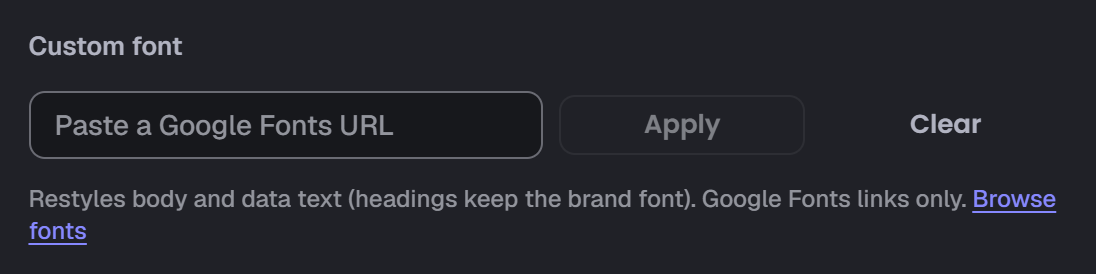 Custom font
Paste a Google Fonts URL
Apply
Clear
Restyles body and data text (headings keep the brand font). Google Fonts links only. Browse
fonts